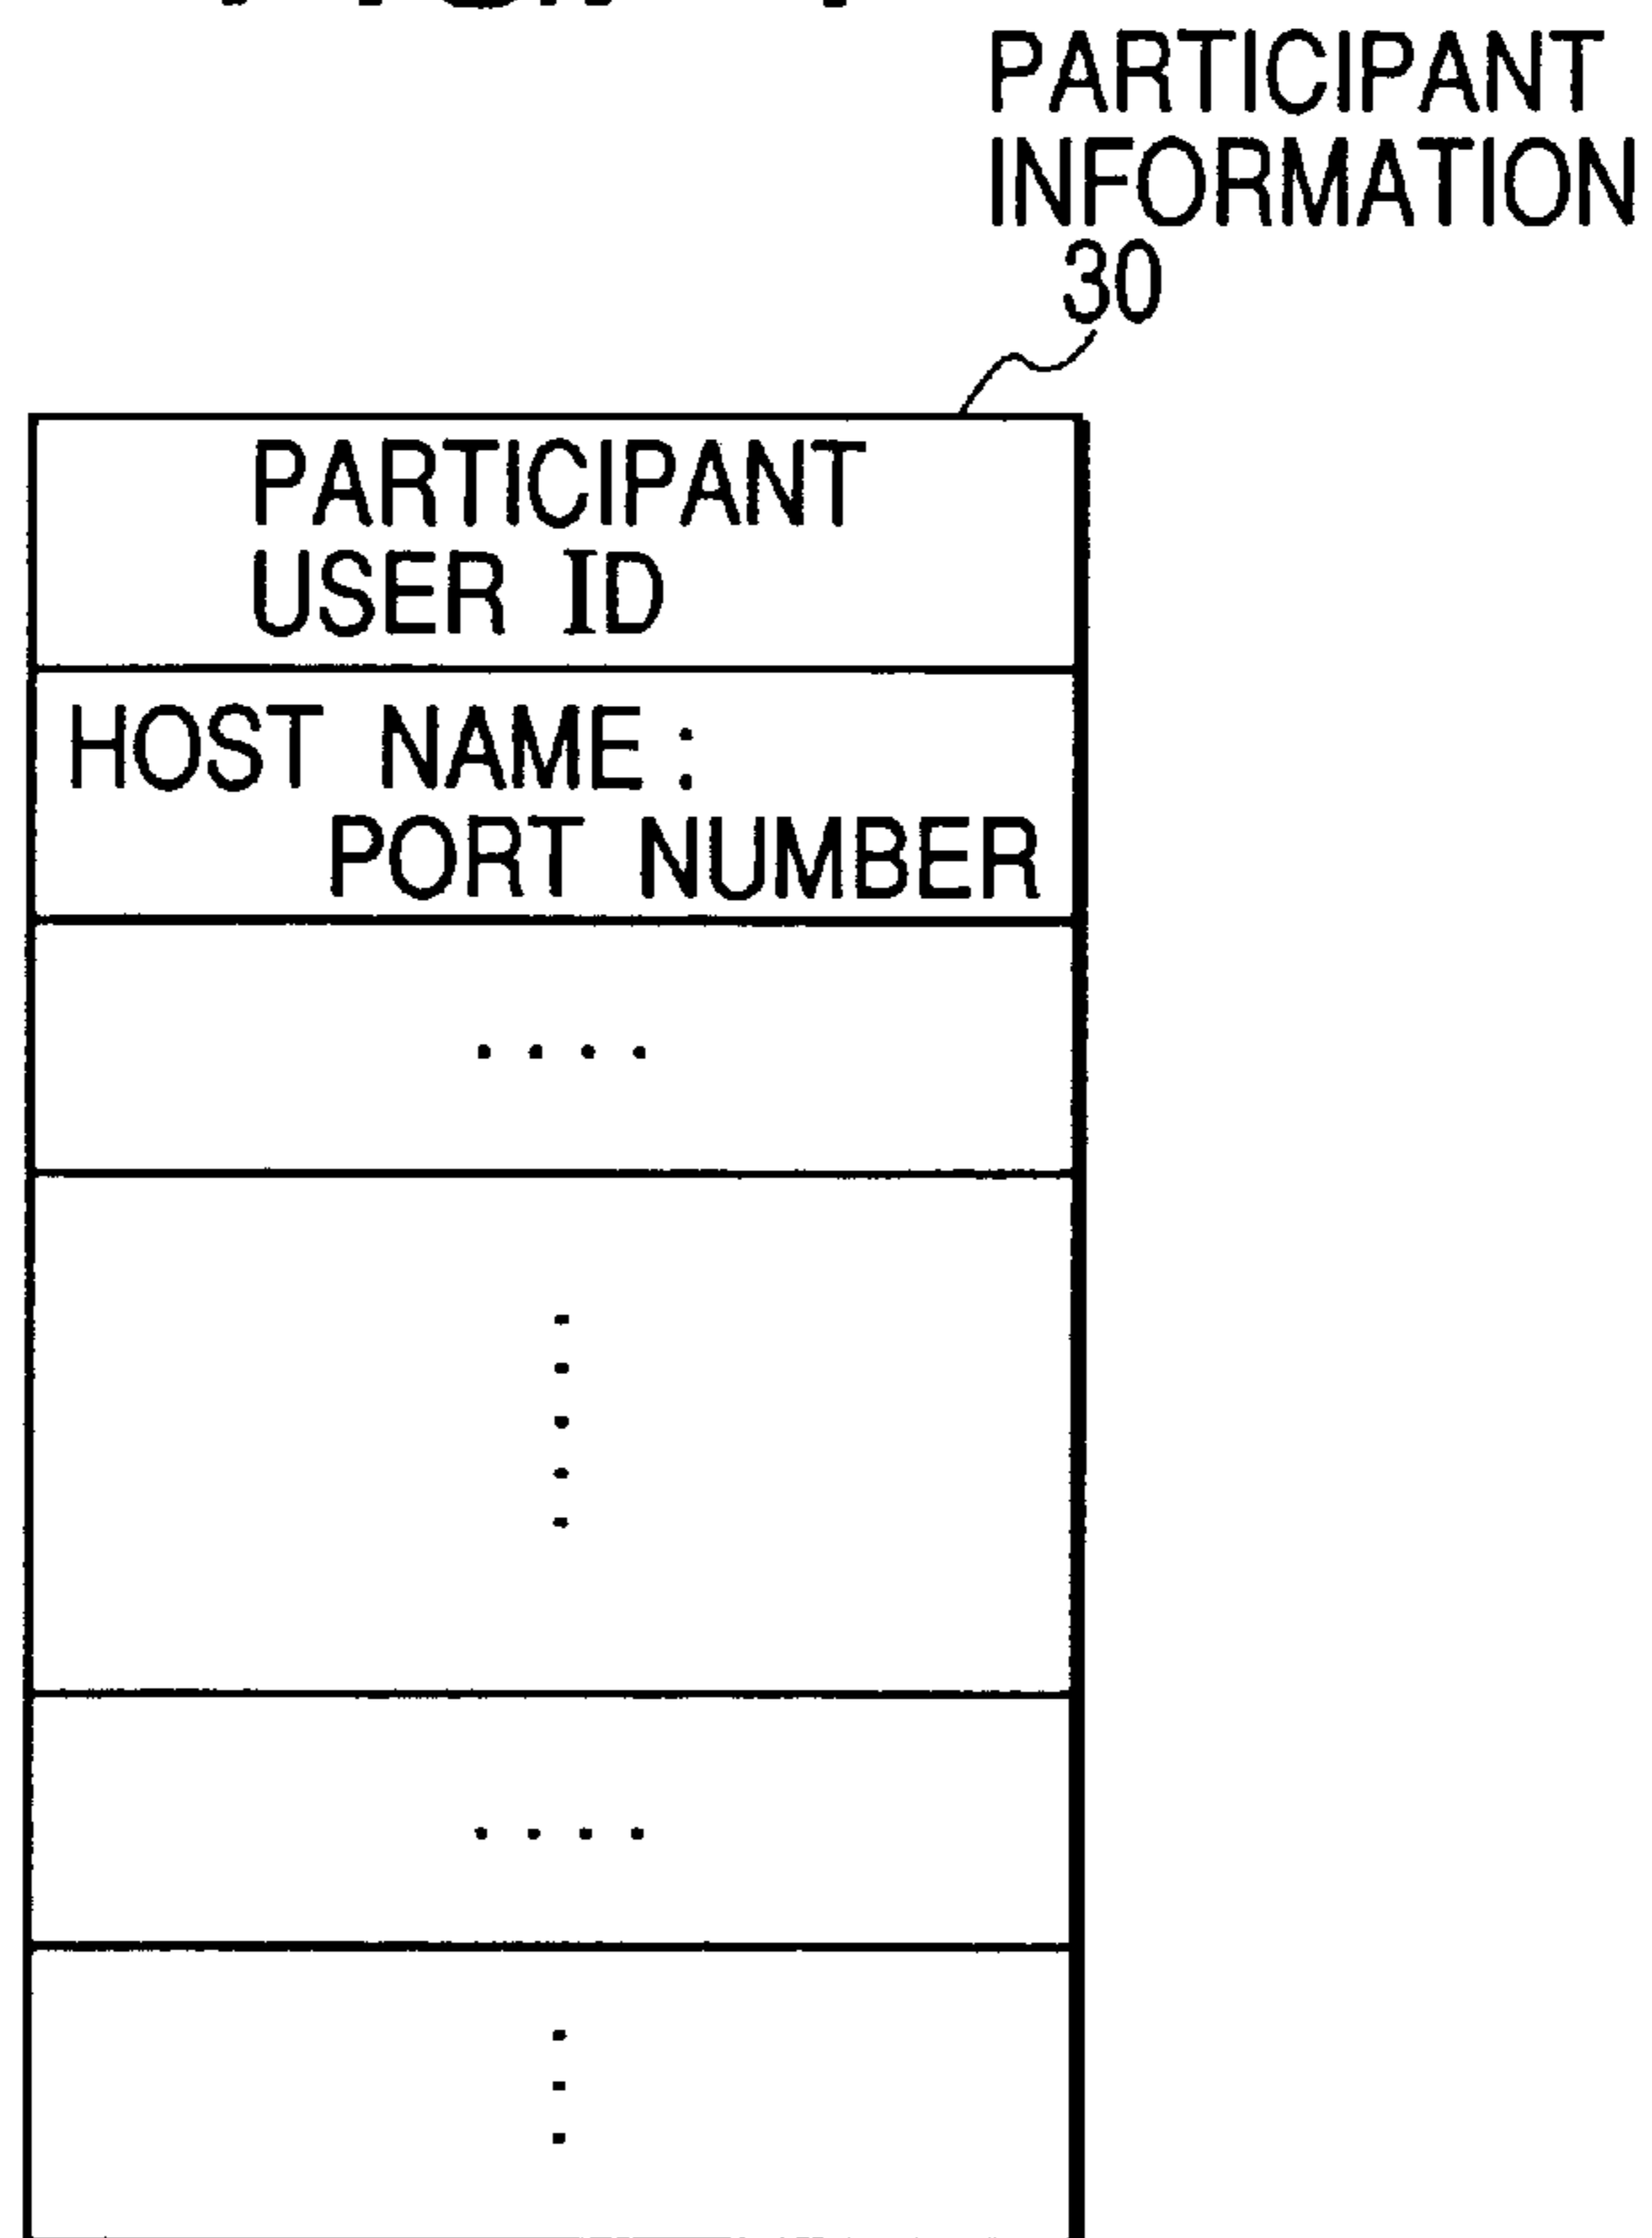 PARTICIPANT
INFORMATION
30
PARTICIPANT
USER ID
HOST NAME:
PORT NUMBER
....
.
.
.
.
.
....
.
.
.